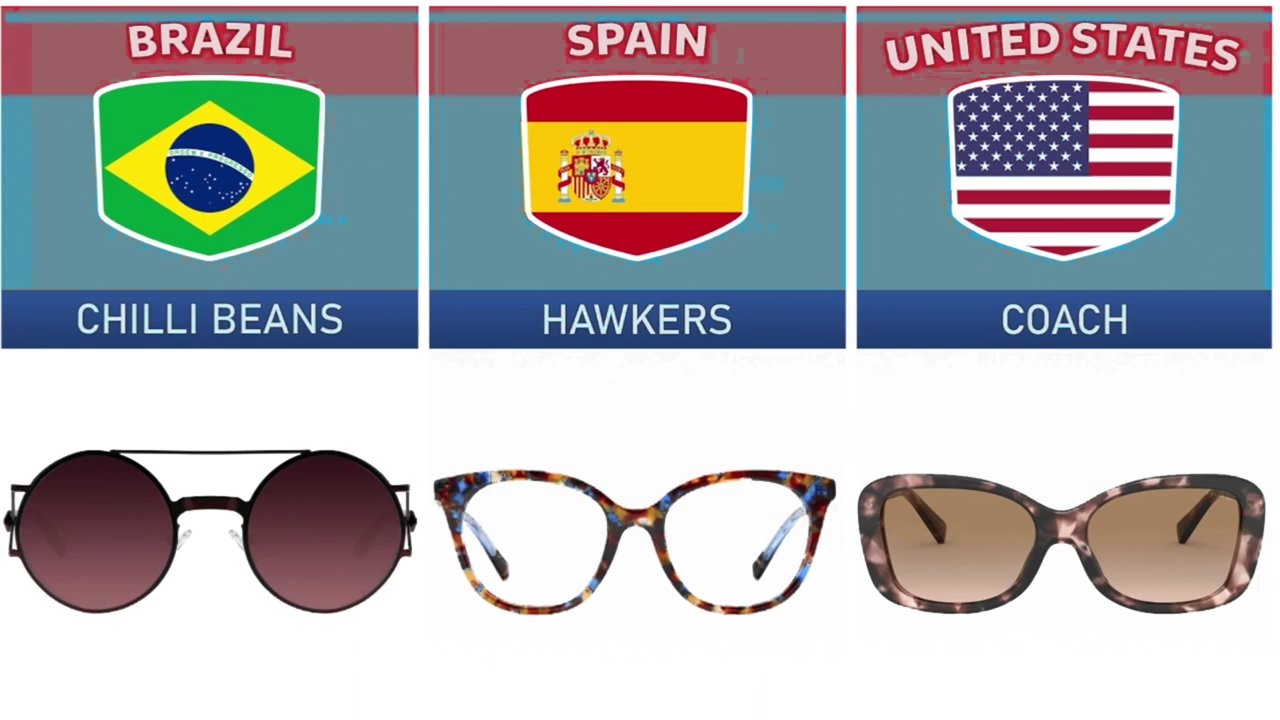 BRAZIL
SPAIN
UNITED STATES
CHILLI BEANS
HAWKERS
COACH